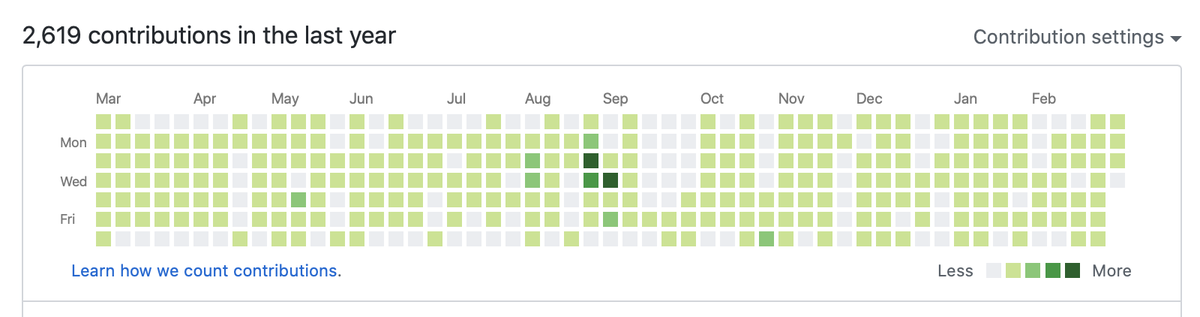 2,619 contributions in the last year
Contribution settings
Mar Apr May Jun Jul Aug Sep Oct Nov Dec Jan Feb
Mon
Wed
Fri
Learn how we count contributions.
Less More